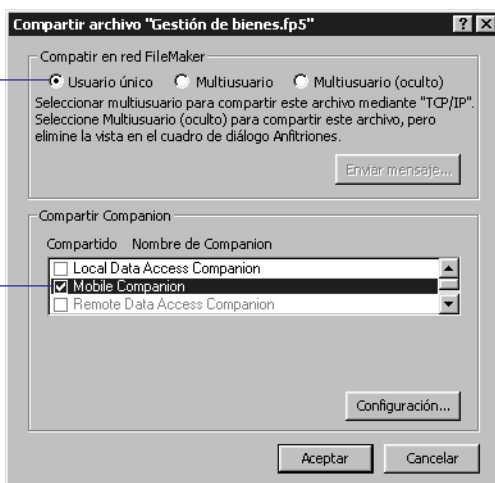 Compartir archivo "Gestión de bienes.fp5"
Compatir en red FileMaker
Usuario único Multiusuario Multiusuario (oculto)
Seleccionar multiusuario para compartir este archivo mediante "TCP/IP".
Seleccione Multiusuario (oculto) para compartir este archivo, pero
elimine la vista en el cuadro de diálogo Anfitriones.
Enviar mensaje...
Compartir Companion
Compartido Nombre de Companion
Local Data Access Companion
Mobile Companion
Remote Data Access Companion
Configuración...
Aceptar Cancelar